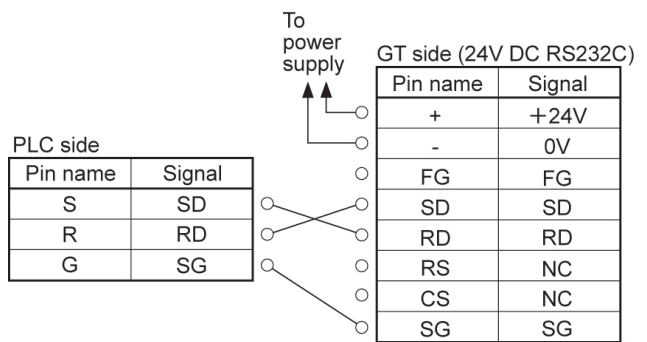 To
power
supply
GT side (24V DC RS232C)
Pin name Signal
+ +24V
- 0V
FG FG
SD SD
RD RD
RS NC
CS NC
SG SG
PLC side
Pin name Signal
S SD
R RD
G SG